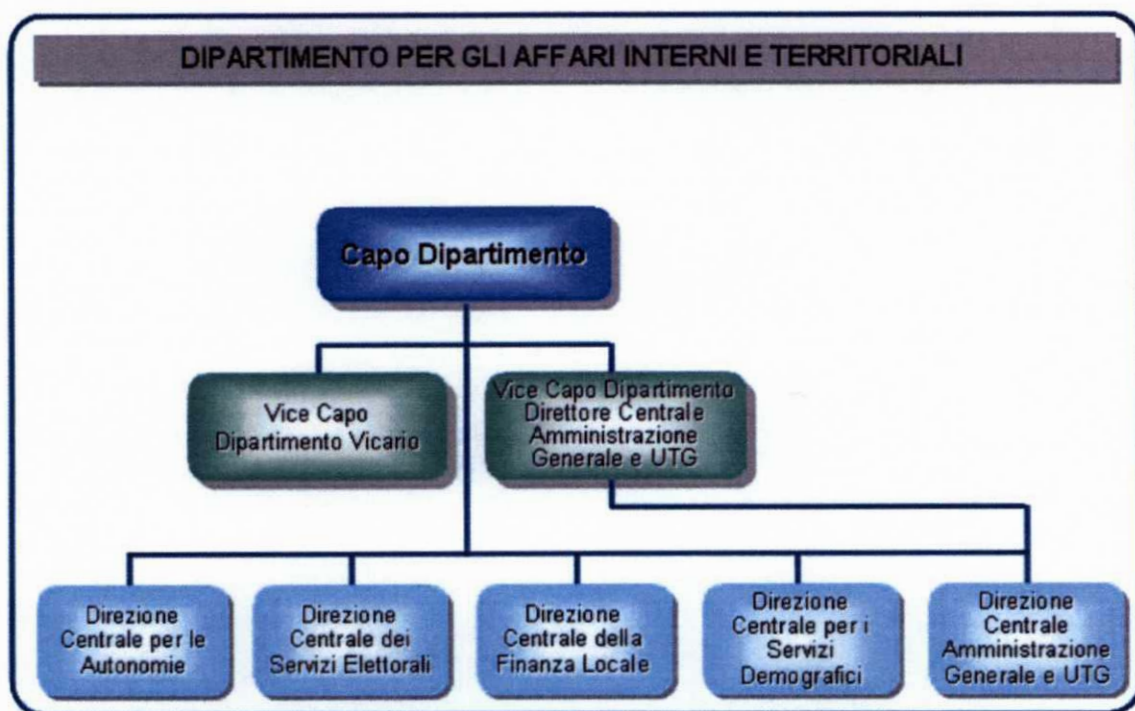 DIPARTIMENTO PER GLI AFFARI INTERNI E TERRITORIALI
Capo Dipartimento
Vice Capo
Dipartimento Vicario
Vice Capo Dipartimento
Direttore Centrale
Amministrazione
Generale e UTG
Direzione
Centrale per le
Autonomie
Direzione
Centrale dei
Servizi Elettorali
Direzione
Centrale della
Finanza Locale
Direzione
Centrale per i
Servizi
Demografici
Direzione
Centrale
Amministrazione
Generale e UTG